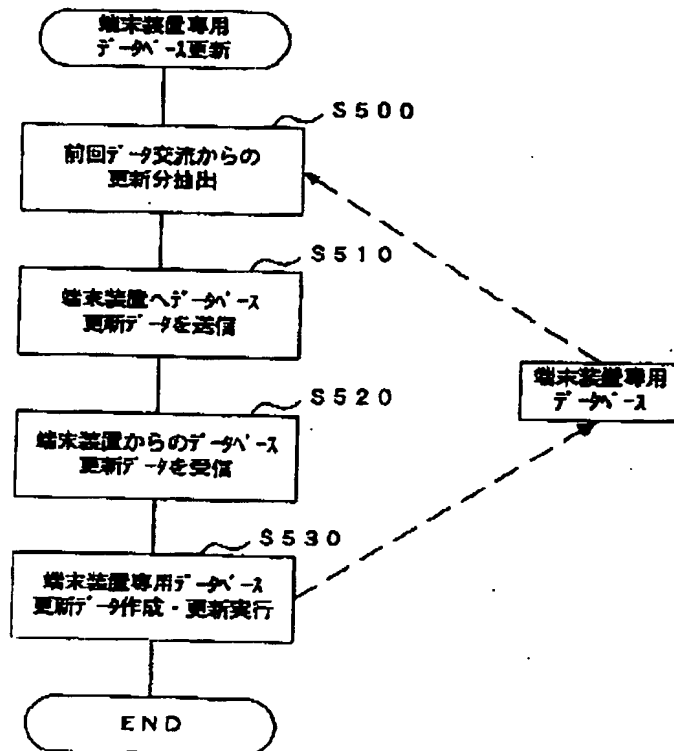 端末装置専用
データベース更新
S500
前回データ交流からの
更新分抽出
S510
端末装置へデータベース
更新データを送信
端末装置専用
データベース
S520
端末装置からのデータベース
更新データを受信
S530
端末装置専用データベース
更新データ作成・更新実行
END